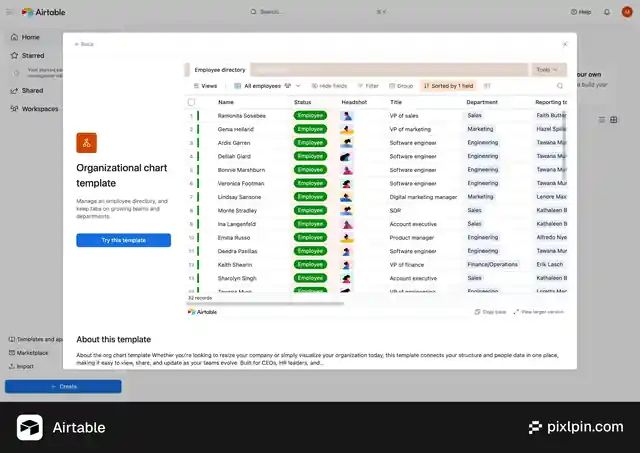 Airtable
Search...
⌘ K
Help
M
Home
Starred
Shared
Workspaces
Templates and ap
Marketplace
Import
+ Create
your own
be build your
← Back
×
Organizational chart
template
Manage an employee directory, and
keep tabs on growing teams and
departments.
Try this template
Employee directory
Tools
Views
All employees
Hide fields
Filter
Group
Sorted by 1 field
Name Status Headshot Title Department Reporting to
1 Ramonita Sosebee Employee VP of sales Sales Faith Butter
2 Genia Heiland Employee VP of marketing Marketing Hazel Spille
3 Ardis Garren Employee Software engineer Engineering Tawana Mu
4 Delilah Giard Employee Software engineer Engineering Tawana Mu
5 Bonnie Marshburn Employee Software engineer Engineering Tawana Mu
6 Veronica Footman Employee Software engineer Engineering Tawana Mu
7 Lindsay Sansone Employee Digital marketing manager Marketing Lenore Max
8 Monte Stradley Employee SDR Sales Kathaleen B
9 Ina Langenfeld Employee Account executive Sales Kathaleen B
10 Emilia Russo Employee Product manager Engineering Alfredo Nye
11 Deedra Pasillas Employee Software engineer Engineering Tawana Mu
12 Keith Shearin Employee VP of finance Finance/Operations Erik Lasch
13 Sharolyn Singh Employee Account executive Sales Kathaleen B
32 records
Airtable
Copy base
View larger version
About this template
About the org chart template Whether you're looking to resize your company or simply visualize your organization today, this template connects your structure and people data in one place,
making it easy to view, share, and update as your teams evolve. Built for CEOs, HR leaders, and...
Airtable
pixlpin.com